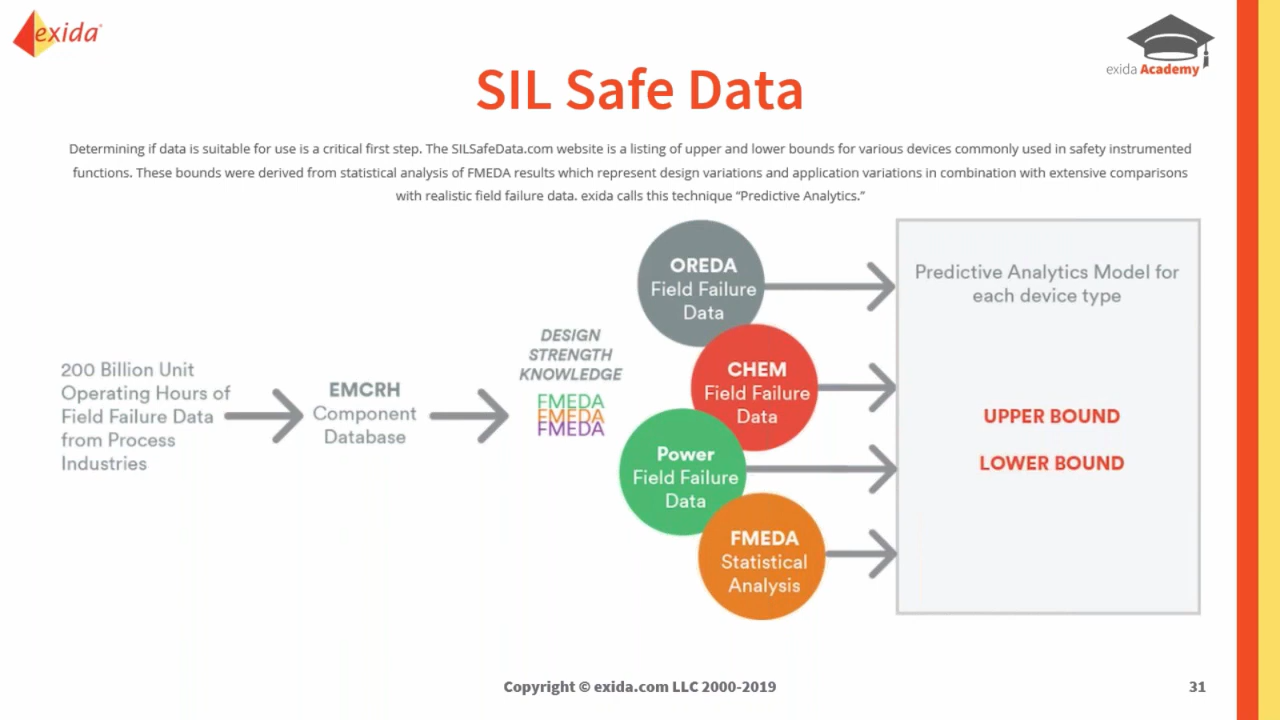 exida
exida Academy
SIL Safe Data
Determining if data is suitable for use is a critical first step. The SILSafeData.com website is a listing of upper and lower bounds for various devices commonly used in safety instrumented
functions. These bounds were derived from statistical analysis of FMEDA results which represent design variations and application variations in combination with extensive comparisons
with realistic field failure data. exida calls this technique “Predictive Analytics.”
200 Billion Unit
Operating Hours of
Field Failure Data
from Process
Industries
EMCRH
Component
Database
DESIGN
STRENGTH
KNOWLEDGE
FMEDA
FMEDA
FMEDA
OREDA
Field Failure
Data
CHEM
Field Failure
Data
Power
Field Failure
Data
FMEDA
Statistical
Analysis
Predictive Analytics Model for
each device type
UPPER BOUND
LOWER BOUND
Copyright © exida.com LLC 2000-2019
31